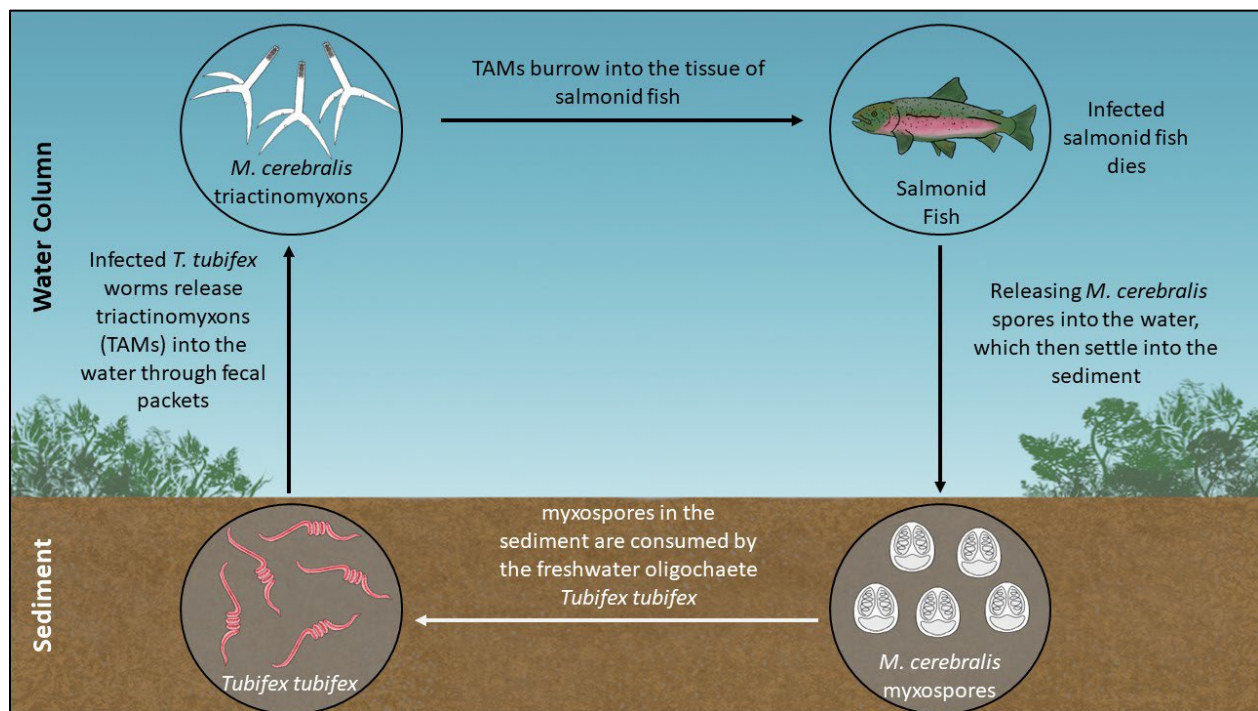 Water Column
M. cerebralis
triactinomyxons
TAMs burrow into the tissue of
salmonid fish
Salmonid
Fish
Infected
salmonid fish
dies
Releasing M. cerebralis
spores into the water,
which then settle into the
sediment
Infected T. tubifex
worms release
triactinomyxons
(TAMs) into the
water through fecal
packets
Sediment
myxospores in the
sediment are consumed by
the freshwater oligochaete
Tubifex tubifex
M. cerebralis
myxospores
Tubifex tubifex